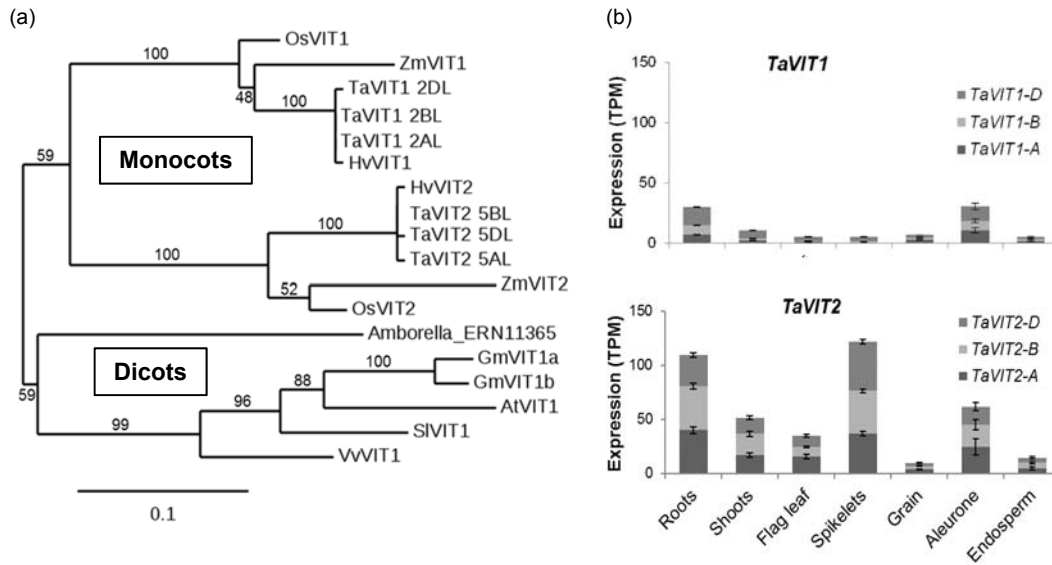 (a)
OsVIT1
100
ZmVIT1
48
100
TaVIT1 2DL
TaVIT1 2BL
TaVIT1 2AL
HvVIT1
59
Monocots
HvVIT2
TaVIT2 5BL
100
TaVIT2 5DL
TaVIT2 5AL
100
ZmVIT2
52
OsVIT2
Amborella_ERN11365
Dicots
GmVIT1a
100
GmVIT1b
59
88
AtVIT1
96
SlVIT1
99
VvVIT1
0.1
(b)
TaVIT1
Expression (TPM)
150
100
50
0
TaVIT1-D
TaVIT1-B
TaVIT1-A
TaVIT2
Expression (TPM)
150
100
50
0
TaVIT2-D
TaVIT2-B
TaVIT2-A
Roots
Shoots
Flag leaf
Spikelets
Grain
Aleurone
Endosperm